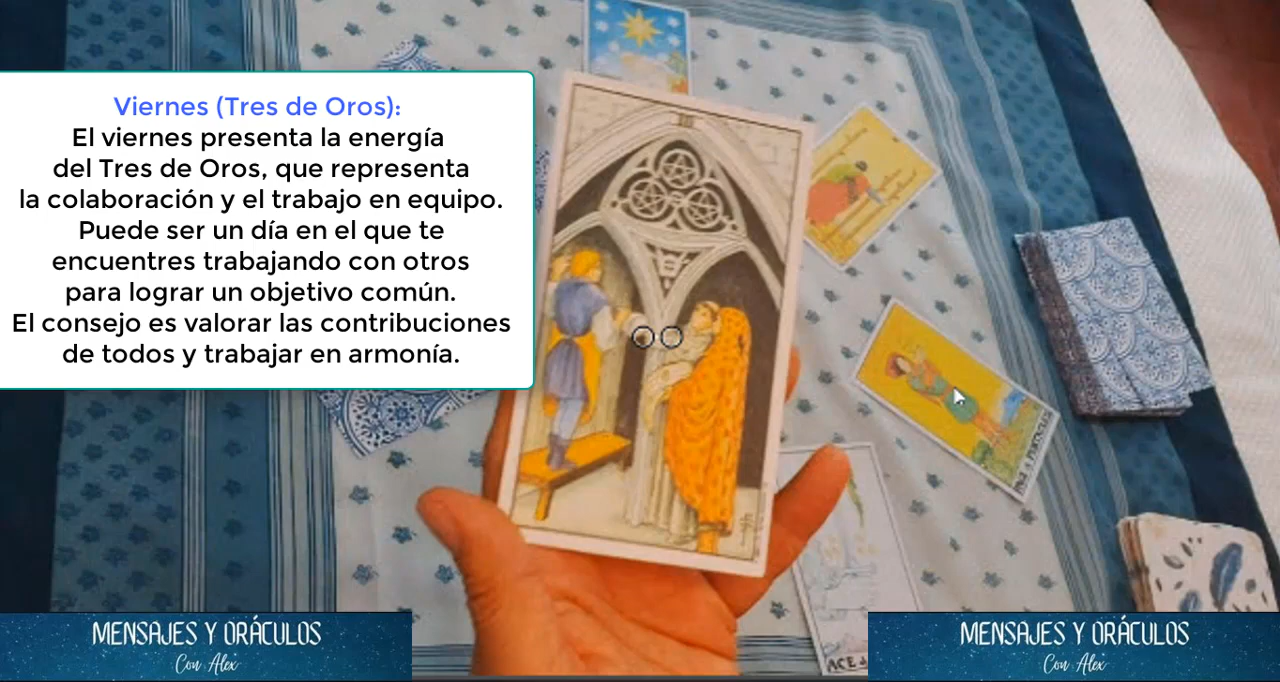 Viernes (Tres de Oros):
El viernes presenta la energía
del Tres de Oros, que representa
la colaboración y el trabajo en equipo.
Puede ser un día en el que te
encuentres trabajando con otros
para lograr un objetivo común.
El consejo es valorar las contribuciones
de todos y trabajar en armonía.
ACE
MENSAJES Y ORÁCULOS
Con Alex
MENSAJES Y ORÁCULOS
Con Alex